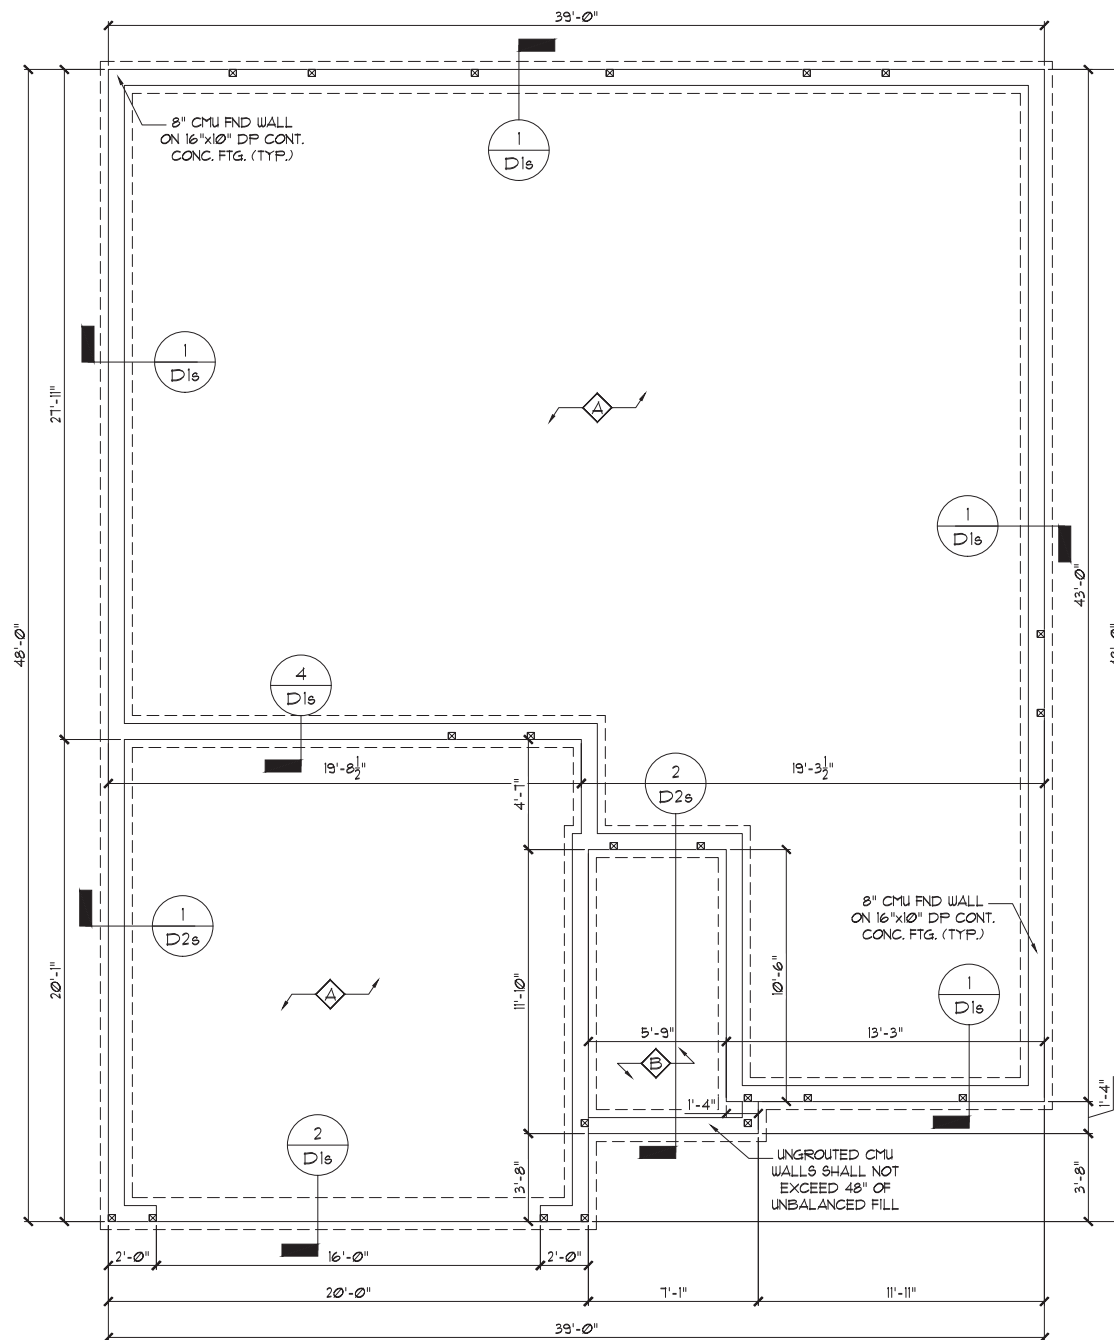 39'-0"
8" CMU FND WALL
ON 16"x10" DP CONT.
CONC. FTG. (TYP.)
1
D1s
1
D1s
27'-11"
A
1
D1s
43'-0"
48'-0"
4
D1s
19'-8½"
19'-3½"
4'-7"
2
D2s
8" CMU FND WALL
ON 16"x10" DP CONT.
CONC. FTG. (TYP.)
1
D2s
20'-1"
A
11'-10"
10'-6"
1
D1s
5'-9"
13'-3"
B
1'-4"
1'-4"
2
D1s
UNGROUTED CMU
WALLS SHALL NOT
EXCEED 48" OF
UNBALANCED FILL
3'-8"
3'-8"
2'-0"
16'-0"
2'-0"
20'-0"
7'-1"
11'-11"
39'-0"